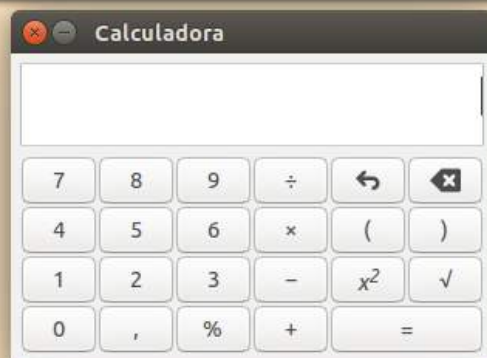 Calculadora
7 8 9 ÷
4 5 6 × ( )
1 2 3 − x² √
0 , % + =